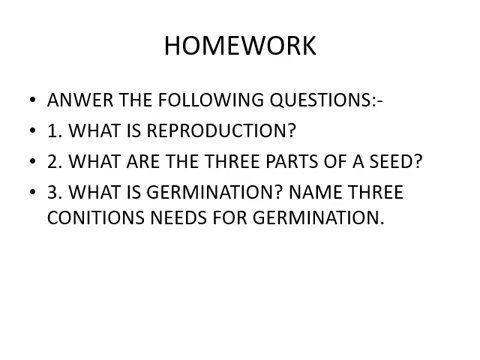 HOMEWORK
• ANWER THE FOLLOWING QUESTIONS:-
• 1. WHAT IS REPRODUCTION?
• 2. WHAT ARE THE THREE PARTS OF A SEED?
• 3. WHAT IS GERMINATION? NAME THREE
CONITIONS NEEDS FOR GERMINATION.